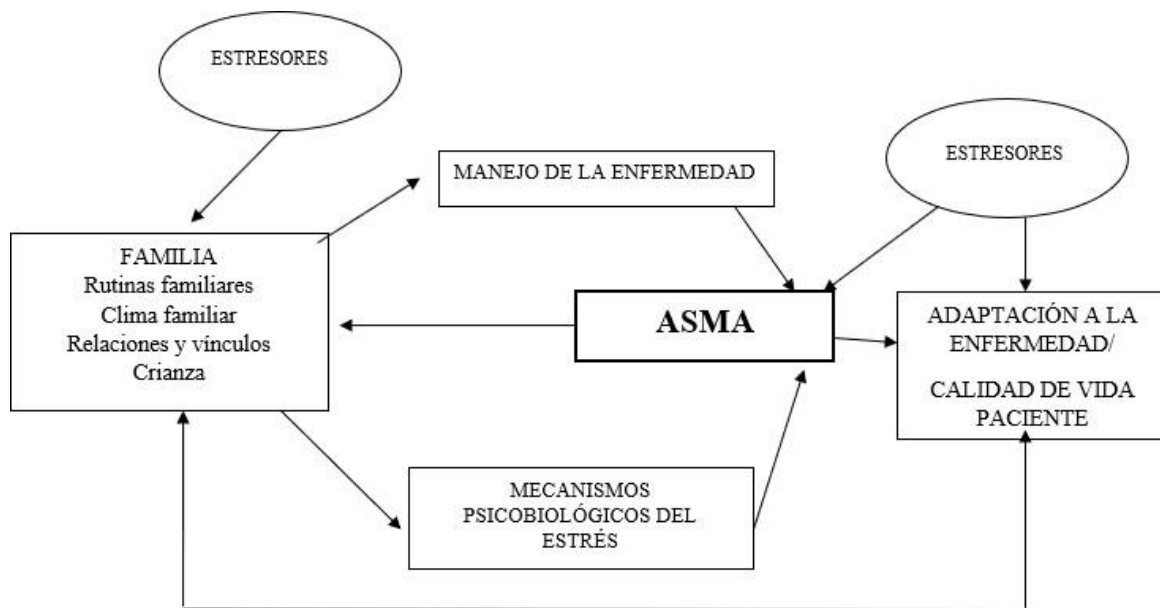 ESTRESORES
ESTRESORES
MANEJO DE LA ENFERMEDAD
FAMILIA
Rutinas familiares
Clima familiar
Relaciones y vínculos
Crianza
ASMA
ADAPTACIÓN A LA
ENFERMEDAD/
CALIDAD DE VIDA
PACIENTE
MECANISMOS
PSICOBIOLÓGICOS DEL
ESTRÉS